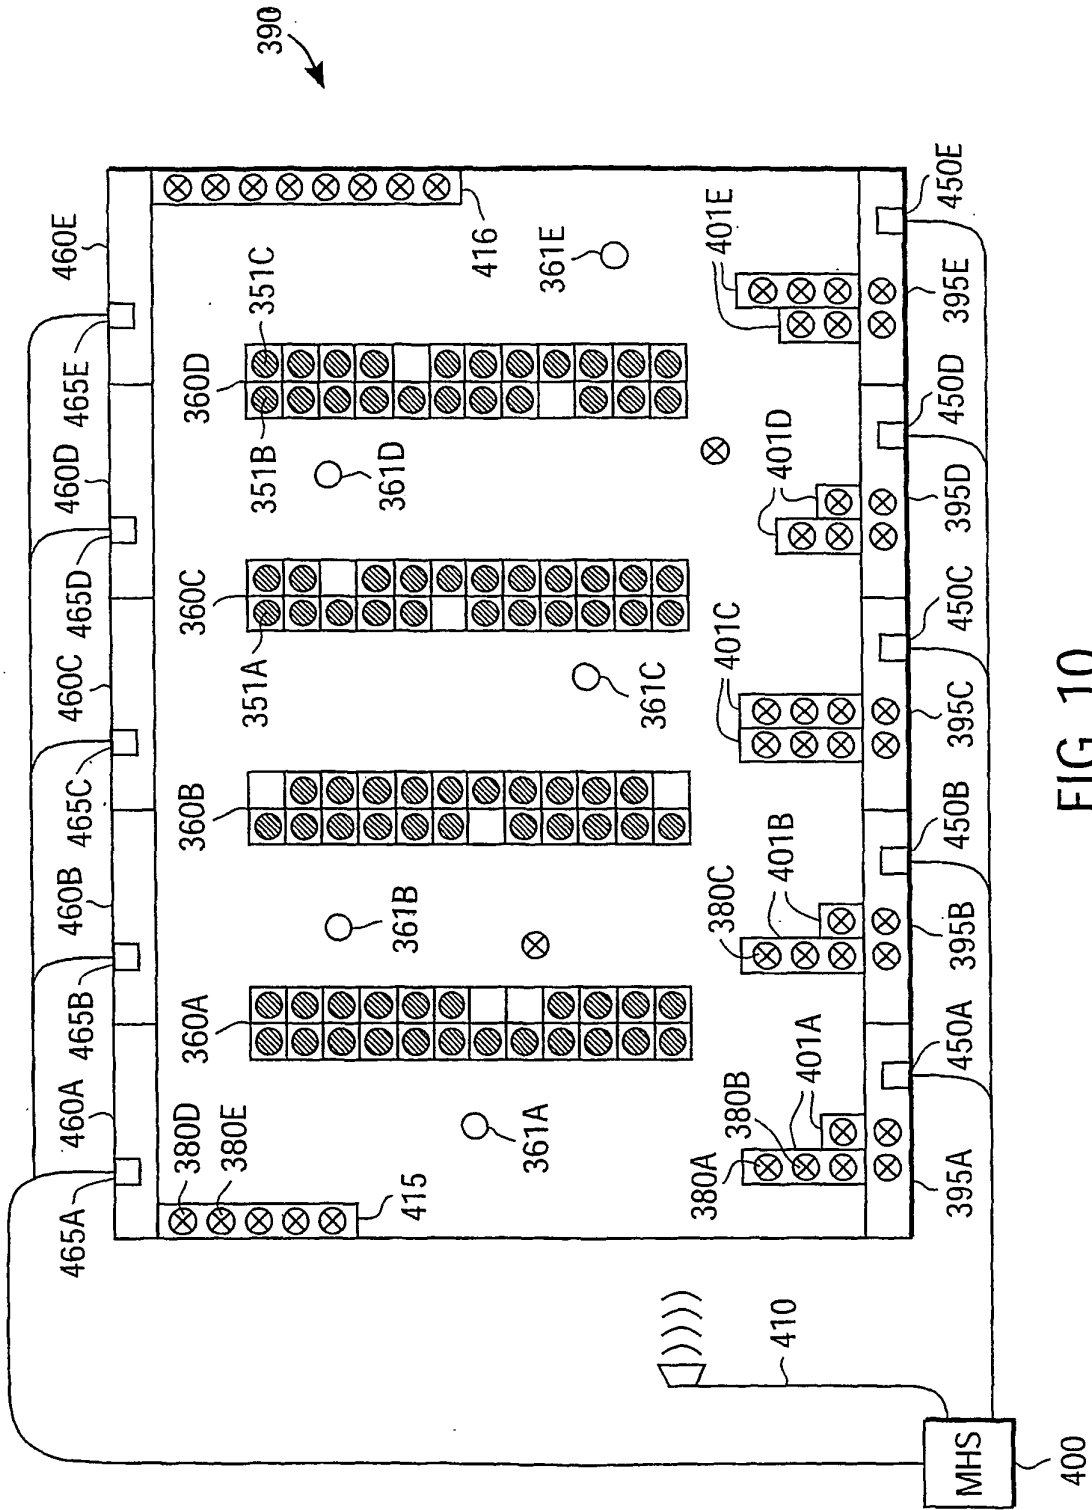 465A 460A 465B 460B 465C 460C 465D 460D 465E 460E
390
380D 360A 360B 360C 360D
380E 351A 351B 351C
415 361B 361D
416
361A 361E
361C
380A 380B 380C 401C 401E
410 401A 401B 401D
395A 450A 395B 450B 395C 450C 395D 450D 395E 450E
MHS
400
FIG. 10